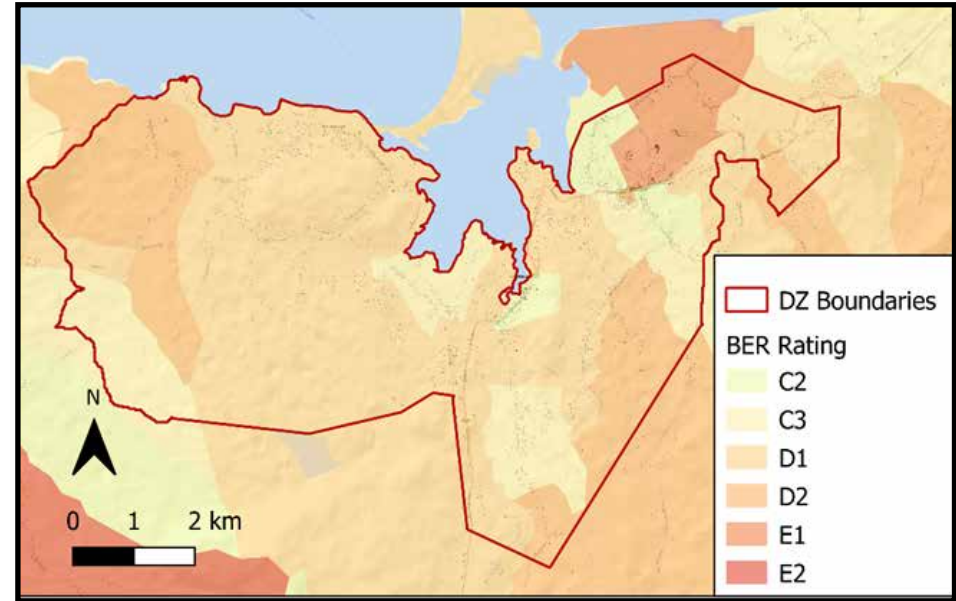 DZ Boundaries
BER Rating
C2
C3
D1
D2
E1
E2
N
0 1 2 km